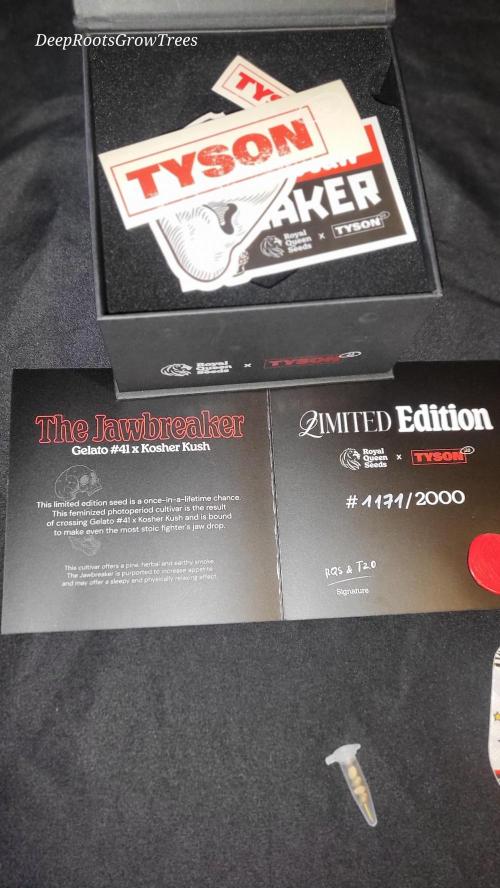 DeepRootsGrowTrees
TYSON
TYSON
AKER
Royal
Queen
Seeds
x
TYSON
Royal
Queen
Seeds
x
TYSON
The Jawbreaker
Gelato #41 x Kosher Kush
This limited edition seed is a once-in-a-lifetime chance.
This feminized photoperiod cultivar is the result
of crossing Gelato #41 x Kosher Kush and is bound
to make even the most stoic fighter's jaw drop.
This cultivar offers a pine, herbal and earthy smoke.
The Jawbreaker is purported to increase appetite
and may offer a sleepy and physically relaxing effect.
LIMITED Edition
Royal
Queen
Seeds
x
TYSON
#1171/2000
RQS & T20
Signature